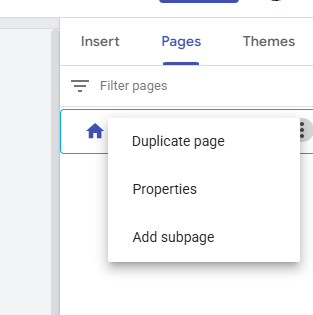 Insert Pages Themes
Filter pages
Duplicate page
Properties
Add subpage